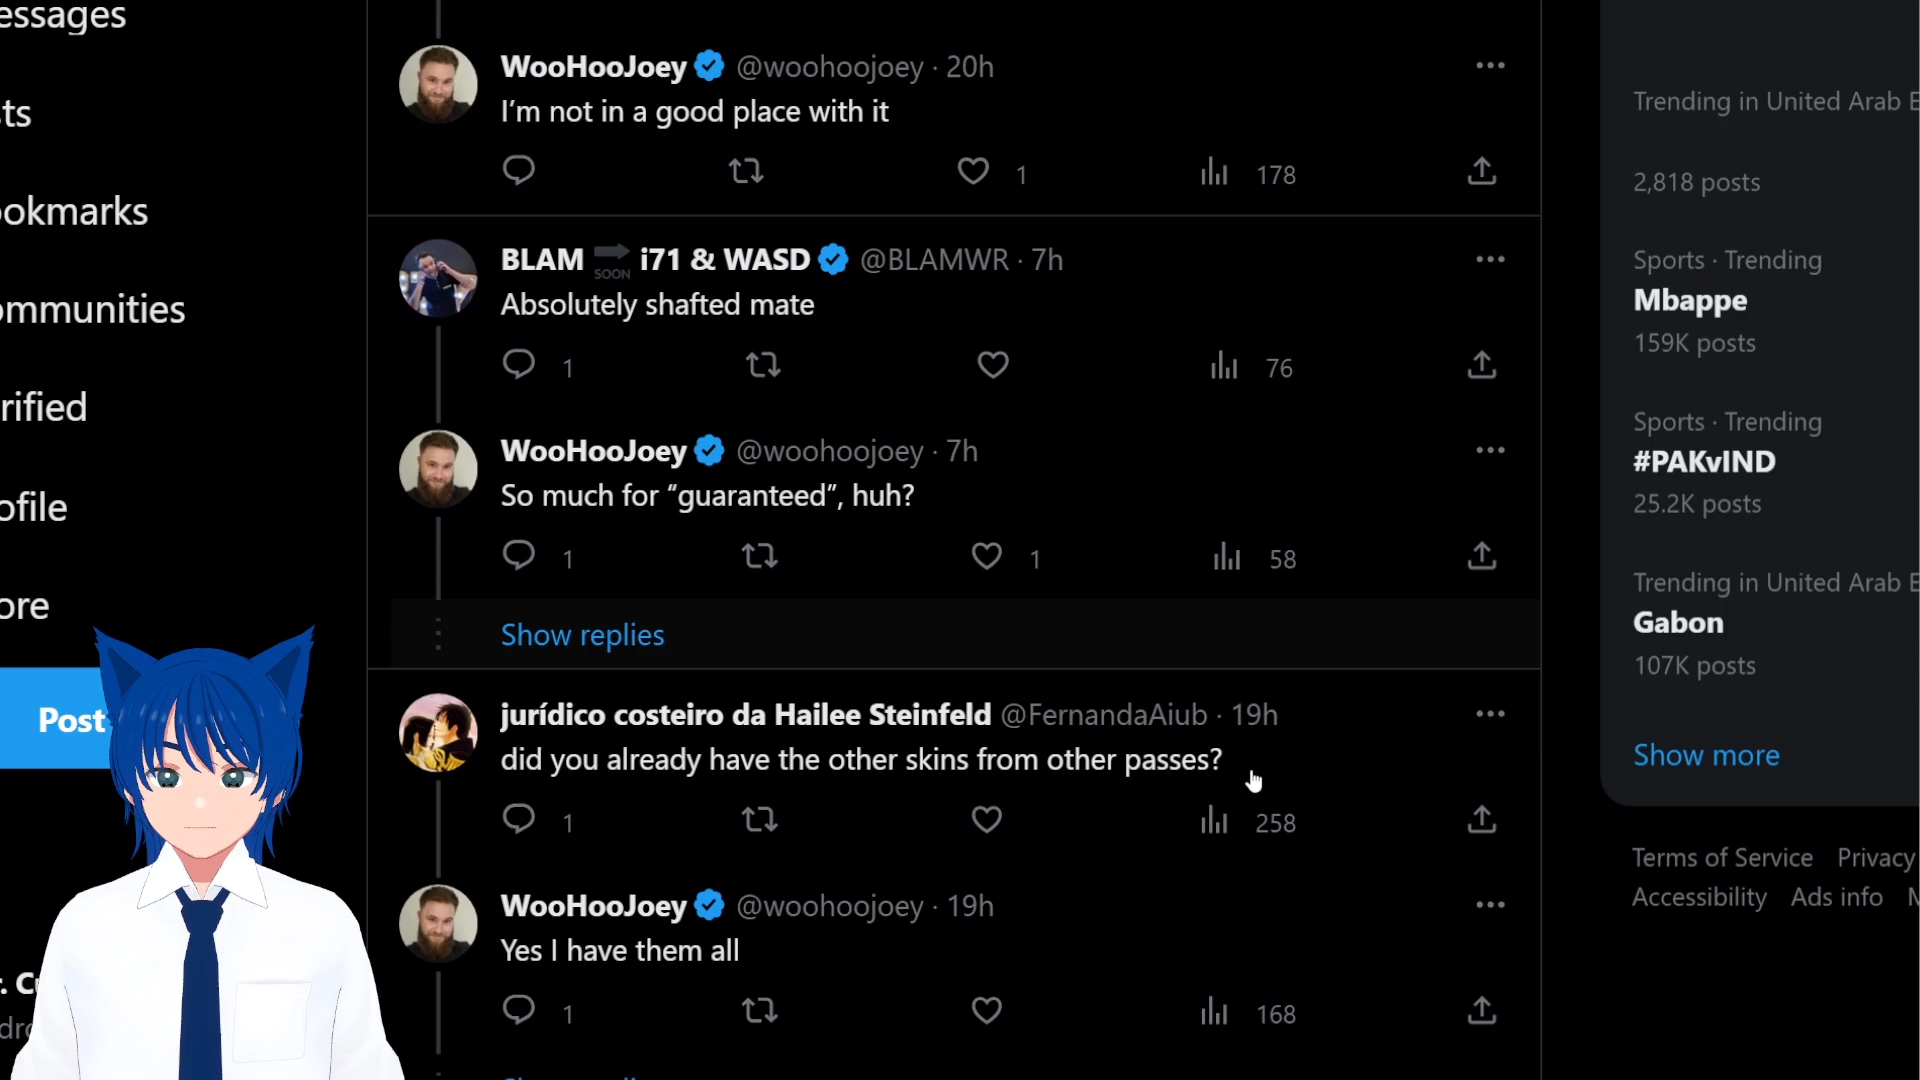 essages
sts
ookmarks
ommunities
rified
ofile
ore
Post
WooHooJoey @woohoojoey · 20h
I’m not in a good place with it
1 178
BLAM SOON i71 & WASD @BLAMWR · 7h
Absolutely shafted mate
1 76
WooHooJoey @woohoojoey · 7h
So much for “guaranteed”, huh?
1 1 58
Show replies
jurídico costeiro da Hailee Steinfeld @FernandaAiub · 19h
did you already have the other skins from other passes?
1 258
WooHooJoey @woohoojoey · 19h
Yes I have them all
1 168
Trending in United Arab E
2,818 posts
Sports · Trending
Mbappe
159K posts
Sports · Trending
#PAKvIND
25.2K posts
Trending in United Arab E
Gabon
107K posts
Show more
Terms of Service Privacy
Accessibility Ads info